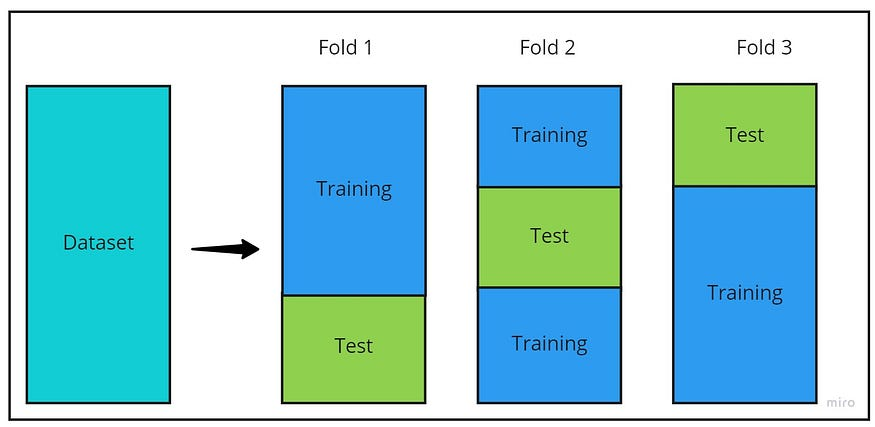 Fold 1
Fold 2
Fold 3
Dataset
Training
Test
Training
Test
Training
Test
Training
miro